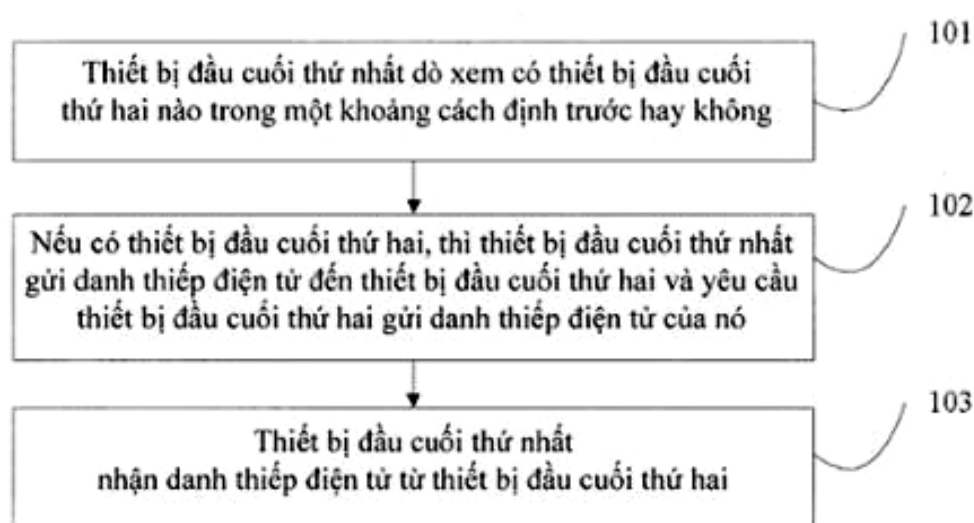 101
Thiết bị đầu cuối thứ nhất dò xem có thiết bị đầu cuối
thứ hai nào trong một khoảng cách định trước hay không
102
Nếu có thiết bị đầu cuối thứ hai, thì thiết bị đầu cuối thứ nhất
gửi danh thiếp điện tử đến thiết bị đầu cuối thứ hai và yêu cầu
thiết bị đầu cuối thứ hai gửi danh thiếp điện tử của nó
103
Thiết bị đầu cuối thứ nhất
nhận danh thiếp điện tử từ thiết bị đầu cuối thứ hai